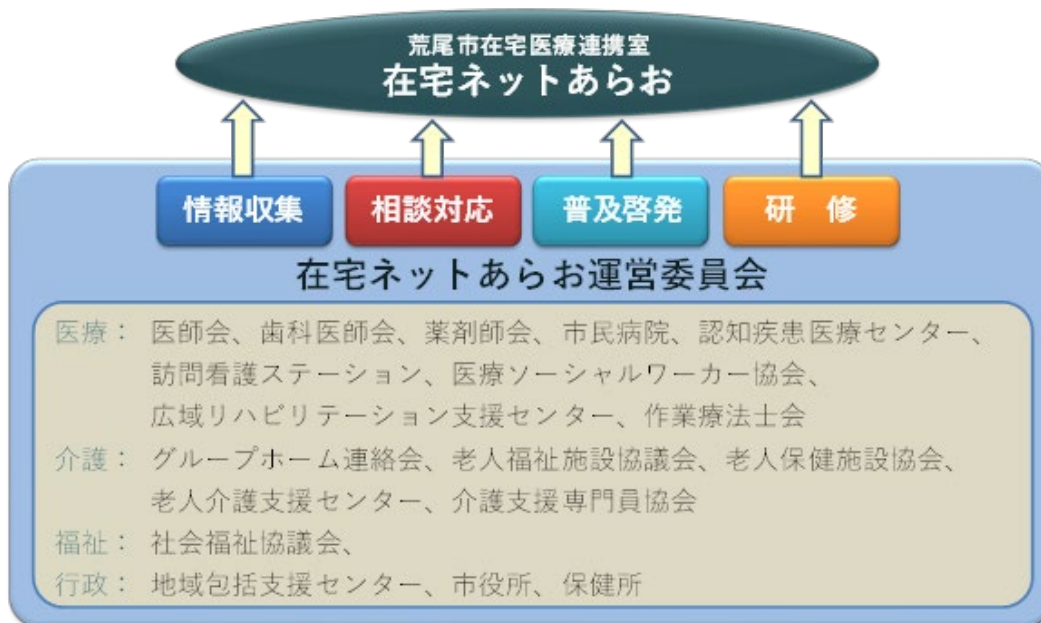 荒尾市在宅医療連携室
在宅ネットあらお
情報収集 相談対応 普及啓発 研 修
在宅ネットあらお運営委員会
医療： 医師会、歯科医師会、薬剤師会、市民病院、認知疾患医療センター、
訪問看護ステーション、医療ソーシャルワーカー協会、
広域リハビリテーション支援センター、作業療法士会
介護： グループホーム連絡会、老人福祉施設協議会、老人保健施設協会、
老人介護支援センター、介護支援専門員協会
福祉： 社会福祉協議会、
行政： 地域包括支援センター、市役所、保健所